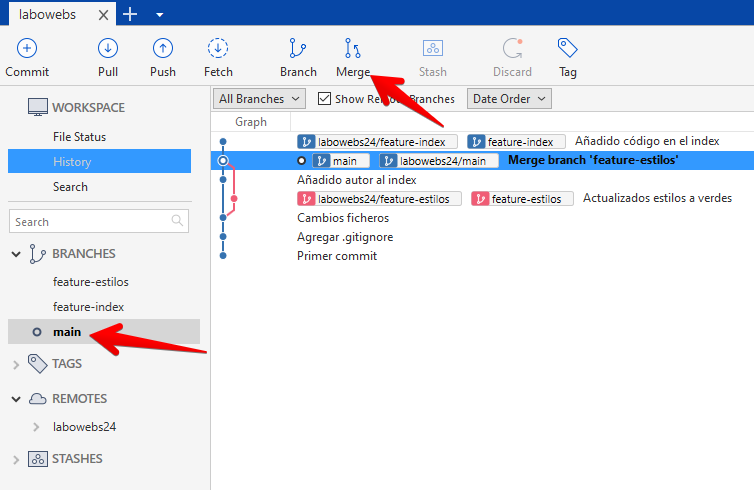 labowebs
Commit Pull Push Fetch Branch Merge Stash Discard Tag
WORKSPACE
File Status
History
Search
Search
BRANCHES
feature-estilos
feature-index
main
TAGS
REMOTES
labowebs24
STASHES
All Branches Show Branches Date Order
Graph
labowebs24/feature-index feature-index Añadido código en el index
main labowebs24/main Merge branch 'feature-estilos'
Añadido autor al index
labowebs24/feature-estilos feature-estilos Actualizados estilos a verdes
Cambios ficheros
Agregar .gitignore
Primer commit